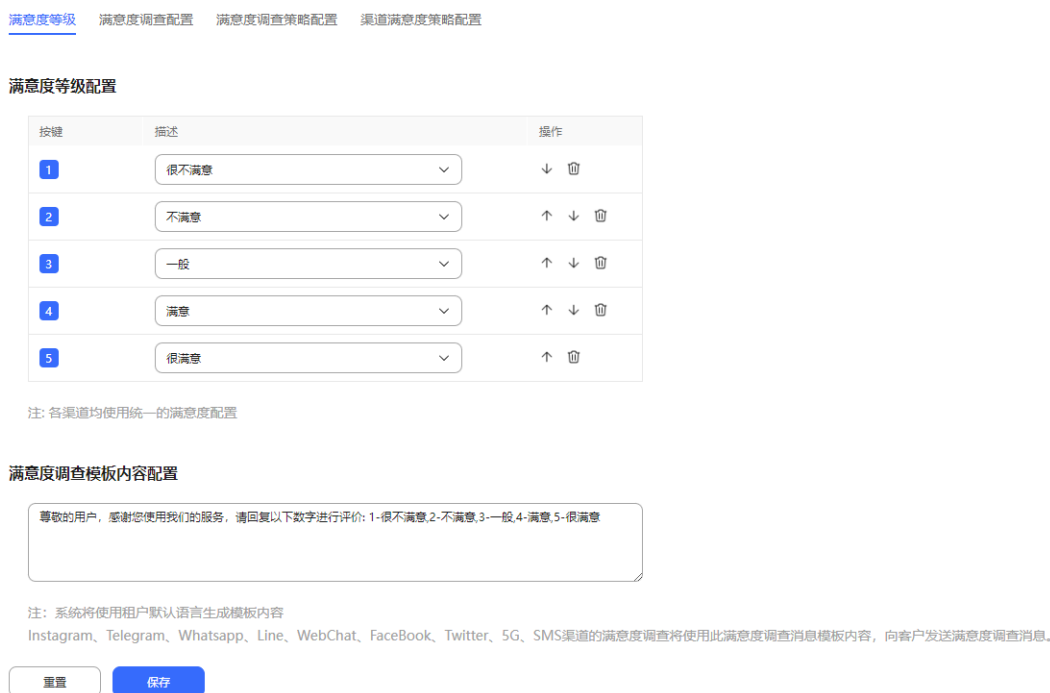 满意度等级 满意度调查配置 满意度调查策略配置 渠道满意度策略配置
满意度等级配置
按键 描述 操作
1 很不满意
2 不满意
3 一般
4 满意
5 很满意
注: 各渠道均使用统一的满意度配置
满意度调查模板内容配置
尊敬的用户，感谢您使用我们的服务，请回复以下数字进行评价: 1-很不满意,2-不满意,3-一般,4-满意,5-很满意
注：系统将使用租户默认语言生成模板内容
Instagram、Telegram、Whatsapp、Line、WebChat、FaceBook、Twitter、5G、SMS渠道的满意度调查将使用此满意度调查消息模板内容，向客户发送满意度调查消息。
重置 保存